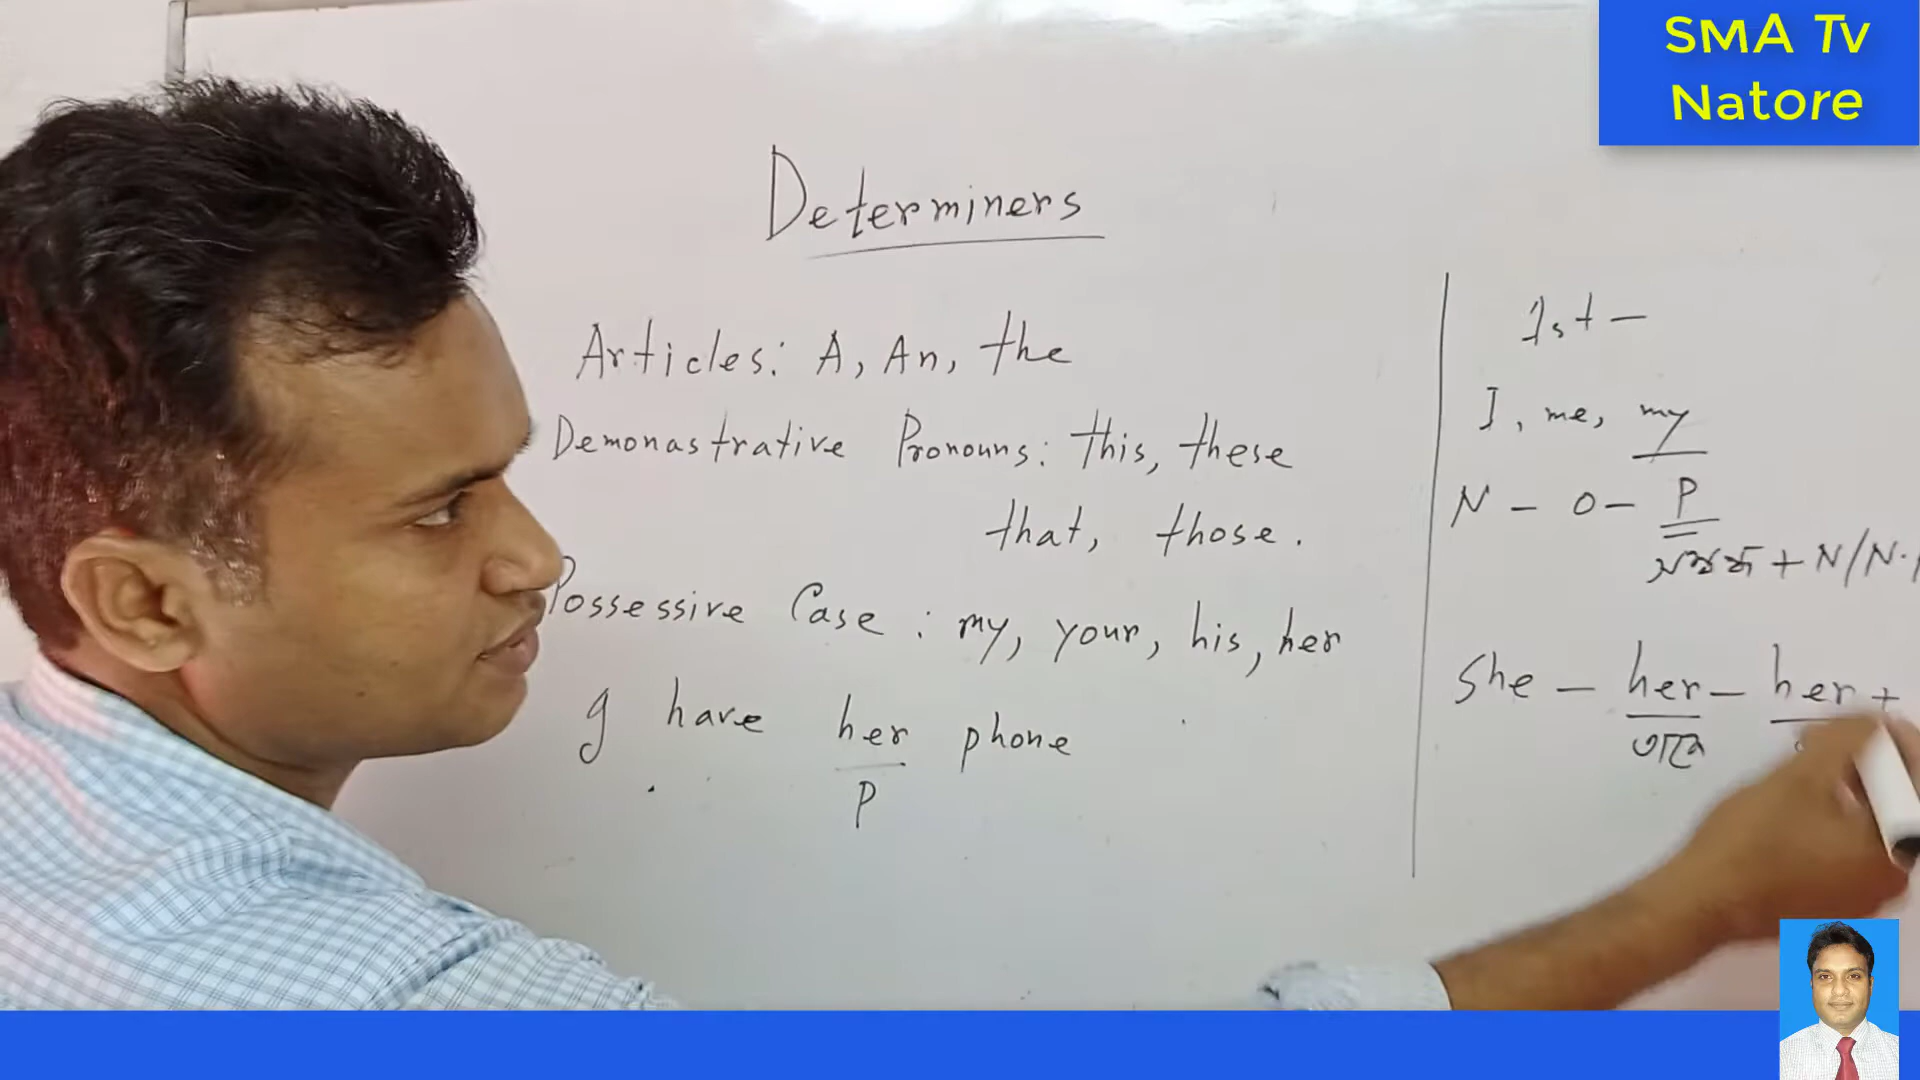 SMA Tv
Natore
Determiners
Articles: A, An, the
Demonastrative Pronouns: this, these
that, those.
Possessive Case: my, your, his, her
I have her phone
P
1st —
I, me, my
N - O - P
সম্বন্ধ + N/N.
She - her - her +
তাকে